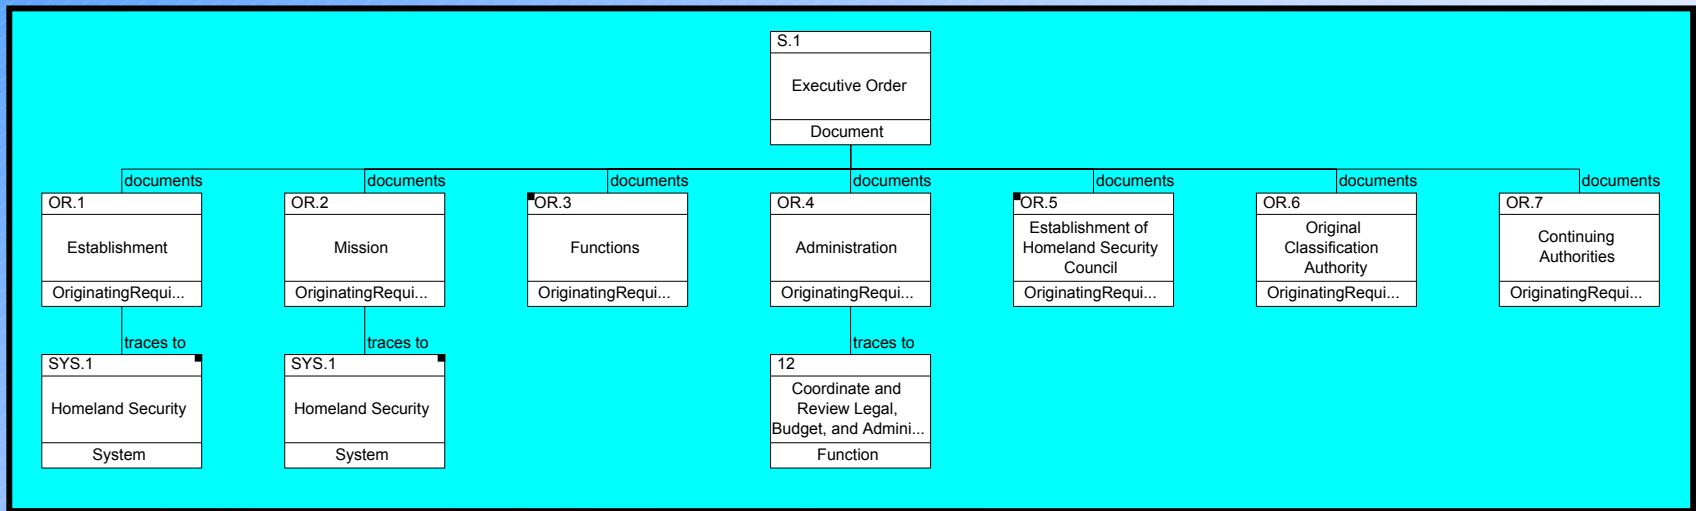 S.1
Executive Order
Document
documents
documents
documents
documents
documents
documents
documents
OR.1
Establishment
OriginatingRequi...
OR.2
Mission
OriginatingRequi...
OR.3
Functions
OriginatingRequi...
OR.4
Administration
OriginatingRequi...
OR.5
Establishment of
Homeland Security
Council
OriginatingRequi...
OR.6
Original
Classification
Authority
OriginatingRequi...
OR.7
Continuing
Authorities
OriginatingRequi...
traces to
traces to
traces to
SYS.1
Homeland Security
System
SYS.1
Homeland Security
System
12
Coordinate and
Review Legal,
Budget, and Admini...
Function